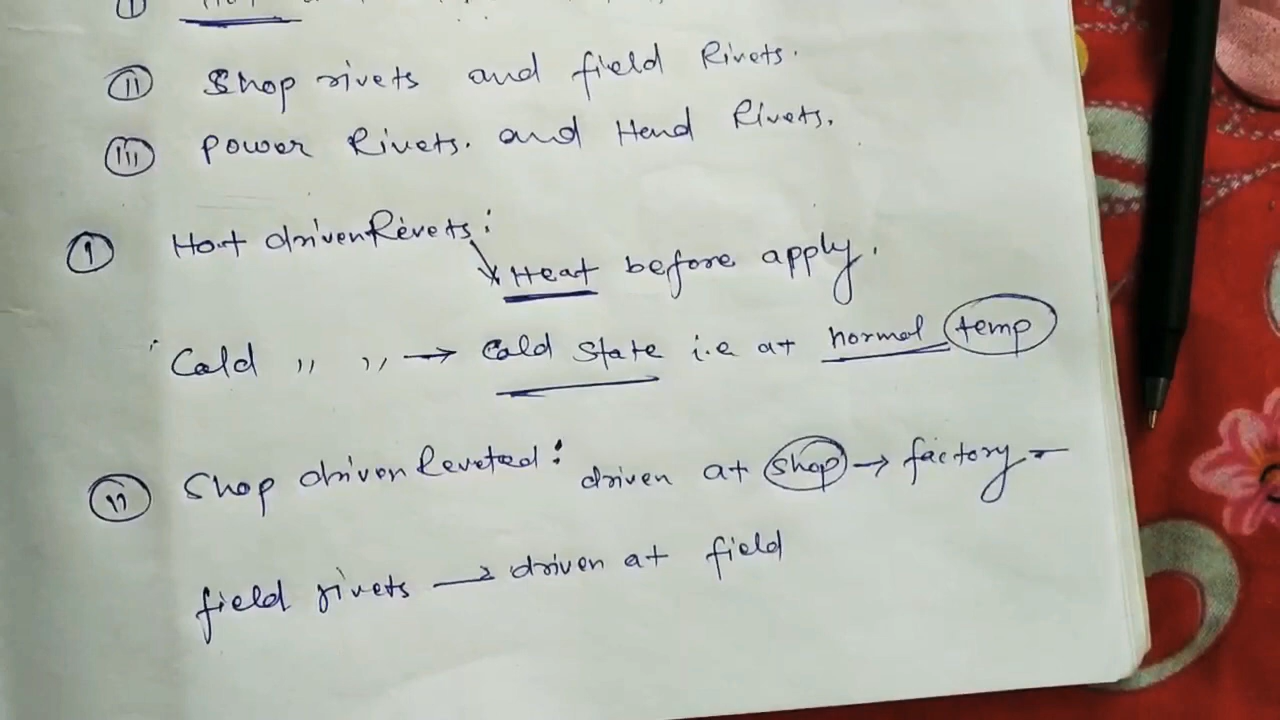 (i)
(ii) Shop rivets and field Rivets.
(iii) Power Rivets. and Hend Rivets.
(i) Hot drivenRevets:
Heat before apply.
Cold ,, ,, → Cold State i.e at normal temp
(ii) Shop driven Reveted: driven at shop → factory -
field rivets → driven at field